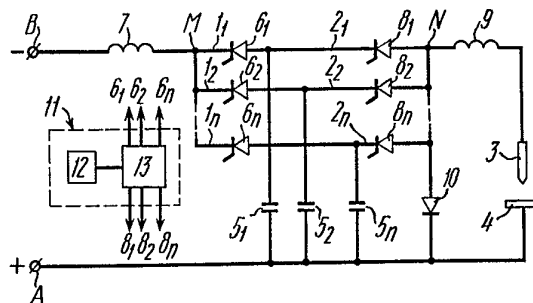 B 7 M 1₁ 6₁ 2₁ 8₁ N 9
−
1₂ 6₂ 2₂ 8₂
11 6₁ 6₂ 6ₙ 1ₙ 6ₙ 2ₙ 8ₙ
12 13 3
5₁ 5₂ 5ₙ 10 4
8₁ 8₂ 8ₙ
+
A